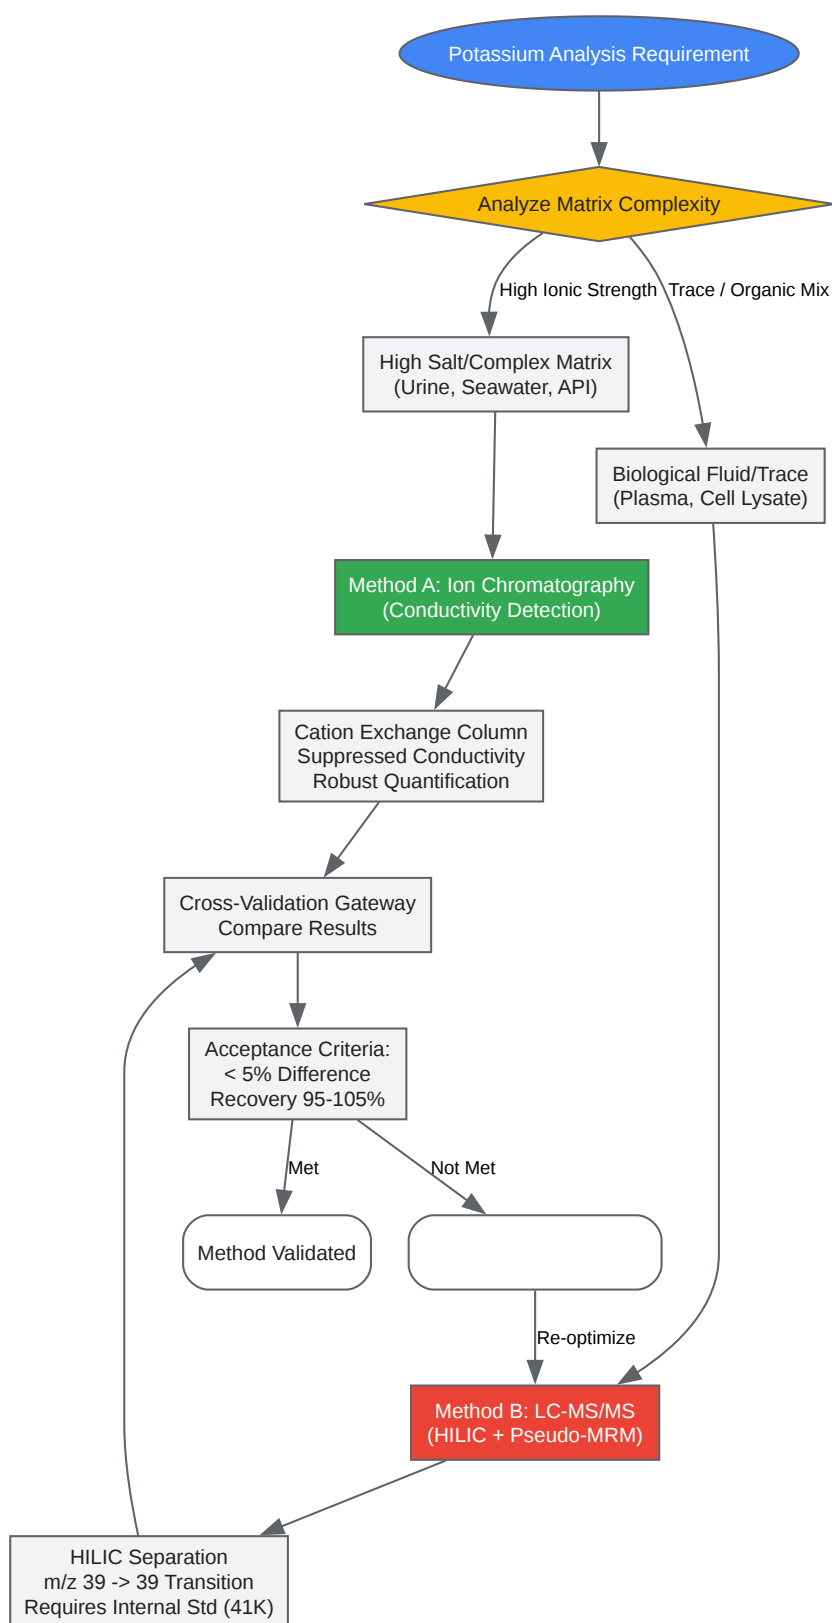 Potassium Analysis Requirement
Analyze Matrix Complexity
High Ionic Strength
Trace / Organic Mix
High Salt/Complex Matrix
(Urine, Seawater, API)
Biological Fluid/Trace
(Plasma, Cell Lysate)
Method A: Ion Chromatography
(Conductivity Detection)
Cation Exchange Column
Suppressed Conductivity
Robust Quantification
Cross-Validation Gateway
Compare Results
Acceptance Criteria:
< 5% Difference
Recovery 95-105%
Met
Not Met
Method Validated
Re-optimize
Method B: LC-MS/MS
(HILIC + Pseudo-MRM)
HILIC Separation
m/z 39 -> 39 Transition
Requires Internal Std (41K)